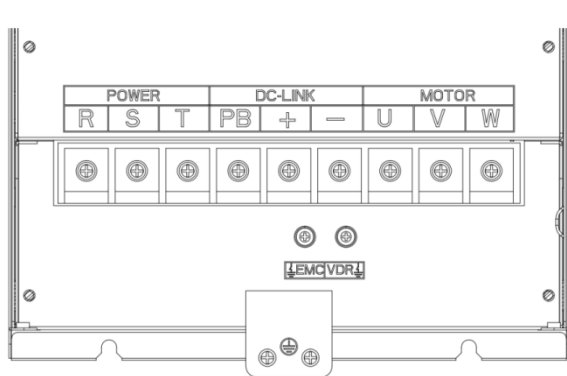 POWER DC-LINK MOTOR
R S T PB + − U V W
EMC VDR